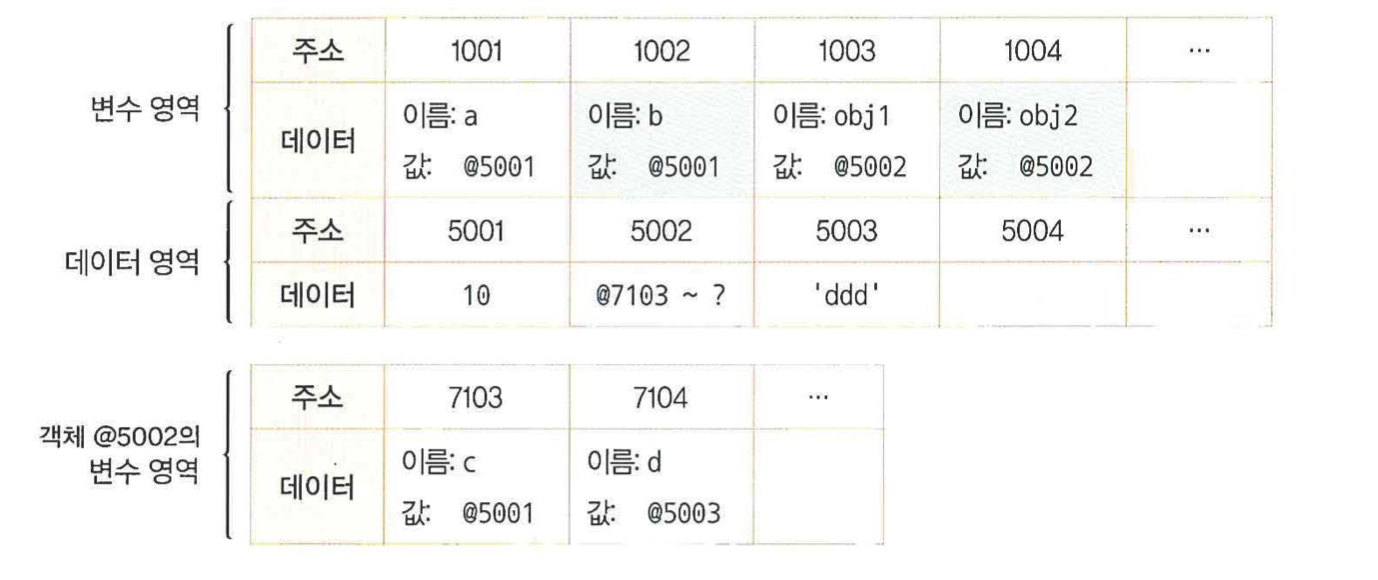 주소 1001 1002 1003 1004 ...
변수 영역
데이터
이름: a 이름: b 이름: obj1 이름: obj2
값: @5001 값: @5001 값: @5002 값: @5002
주소 5001 5002 5003 5004 ...
데이터 영역
데이터 10 @7103 ~ ? 'ddd'
주소 7103 7104 ...
객체 @5002의
변수 영역
데이터
이름: c 이름: d
값: @5001 값: @5003